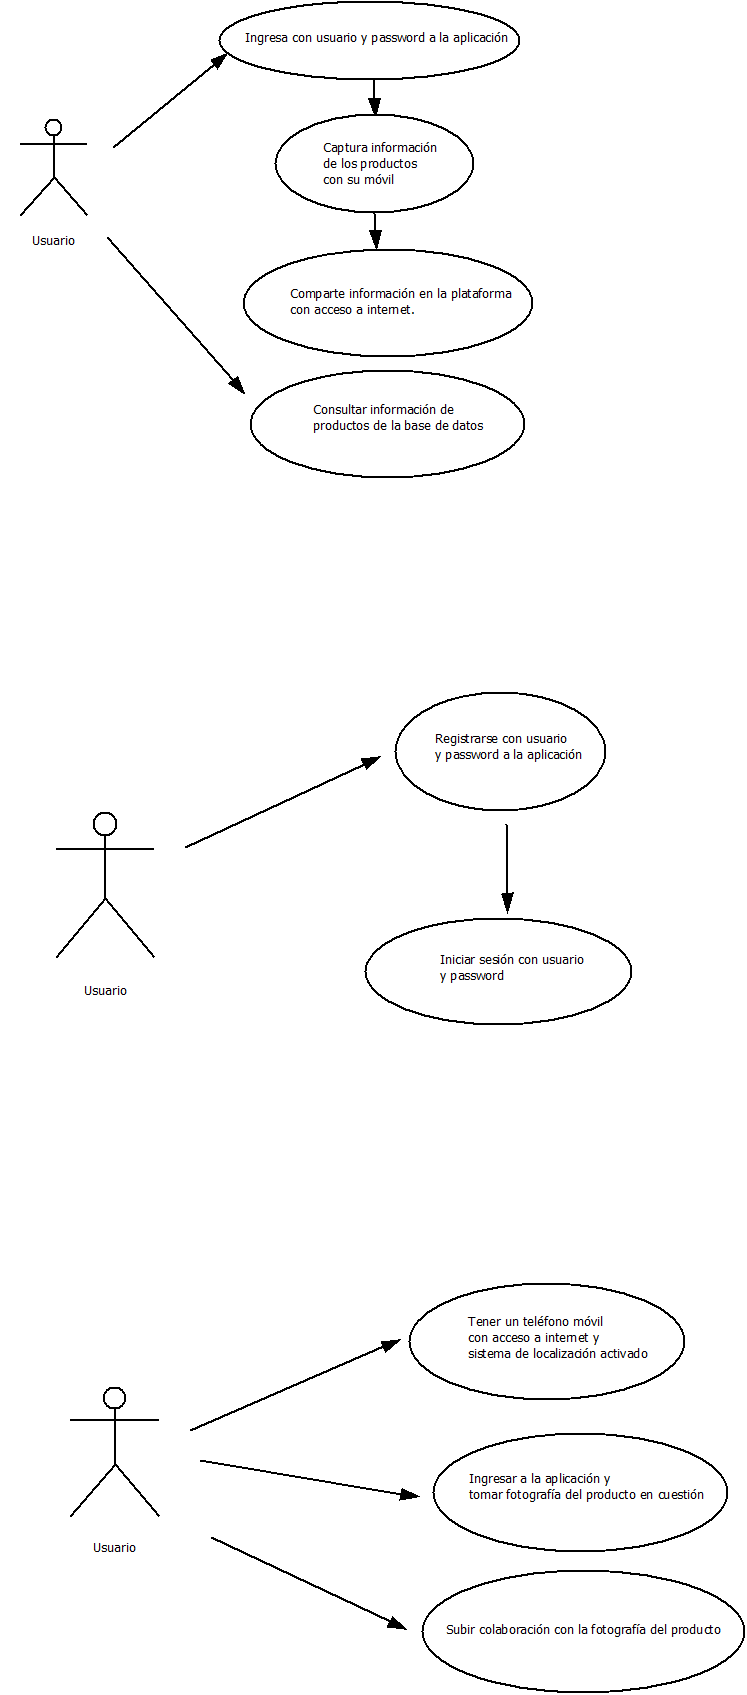 Ingresa con usuario y password a la aplicación
Captura información
de los productos
con su móvil
Usuario
Comparte información en la plataforma
con acceso a internet.
Consultar información de
productos de la base de datos
Registrarse con usuario
y password a la aplicación
Usuario
Iniciar sesión con usuario
y password
Tener un teléfono móvil
con acceso a internet y
sistema de localización activado
Ingresar a la aplicación y
tomar fotografía del producto en cuestión
Usuario
Subir colaboración con la fotografía del producto